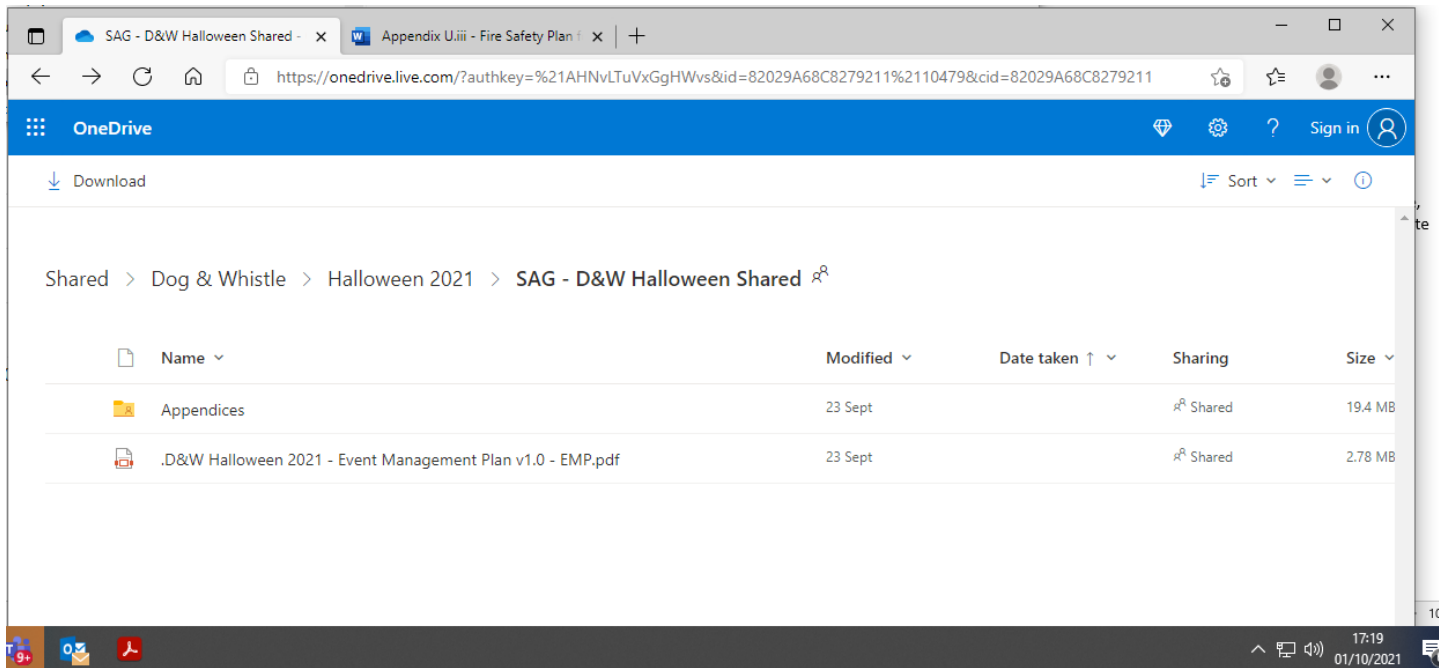 SAG - D&W Halloween Shared -
Appendix U.iii - Fire Safety Plan f
https://onedrive.live.com/?authkey=%21AHNvLTuVxGgHWvs&id=82029A68C8279211%2110479&cid=82029A68C8279211
OneDrive
? Sign in
Download
Sort
te
Shared > Dog & Whistle > Halloween 2021 > SAG - D&W Halloween Shared
Name Modified Date taken ↑ Sharing Size
Appendices 23 Sept Shared 19.4 MB
.D&W Halloween 2021 - Event Management Plan v1.0 - EMP.pdf 23 Sept Shared 2.78 MB
10
T 9+ 17:19
01/10/2021